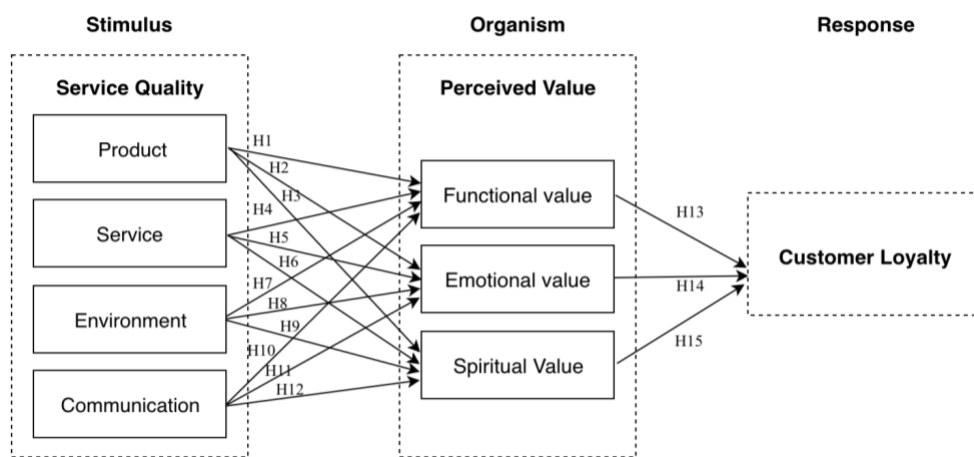 Stimulus
Organism
Response
Service Quality
Perceived Value
Product
Service
Environment
Communication
H1
H2
H3
H4
H5
H6
H7
H8
H9
H10
H11
H12
Functional value
Emotional value
Spiritual Value
H13
H14
H15
Customer Loyalty